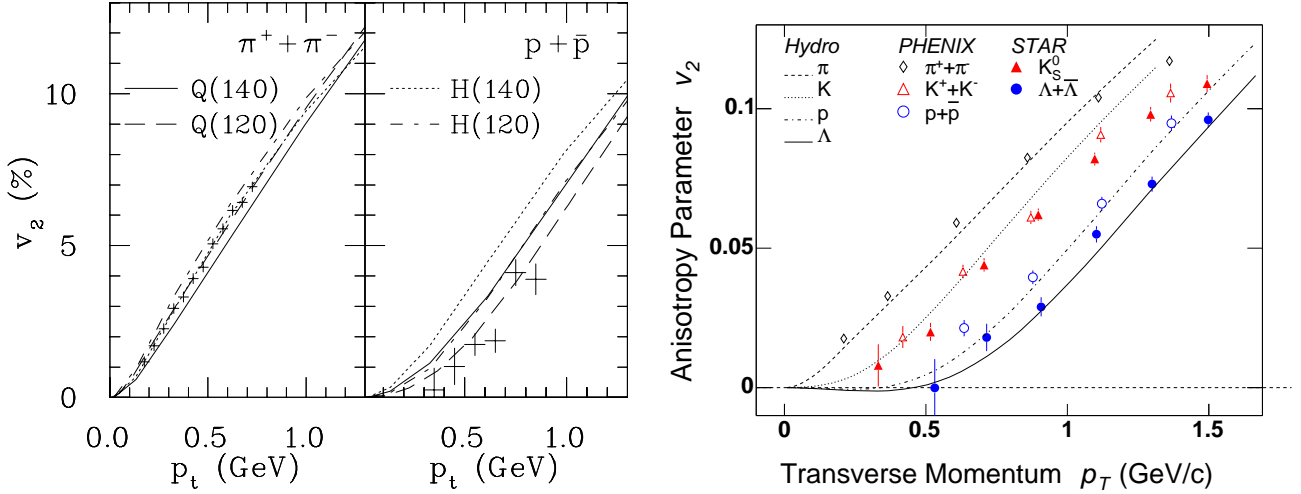 π⁺ + π⁻
p + p̄
Q(140)
Q(120)
H(140)
H(120)
v₂ (%)
10
5
0
0.0
0.5
1.0
0.5
1.0
p_t (GeV)
p_t (GeV)
Hydro
PHENIX
STAR
π
K
p
Λ
π⁺+π⁻
K⁺+K⁻
p+p̄
K⁰_S
Λ+Λ̄
Anisotropy Parameter v₂
0.1
0.05
0
0
0.5
1
1.5
Transverse Momentum p_T (GeV/c)